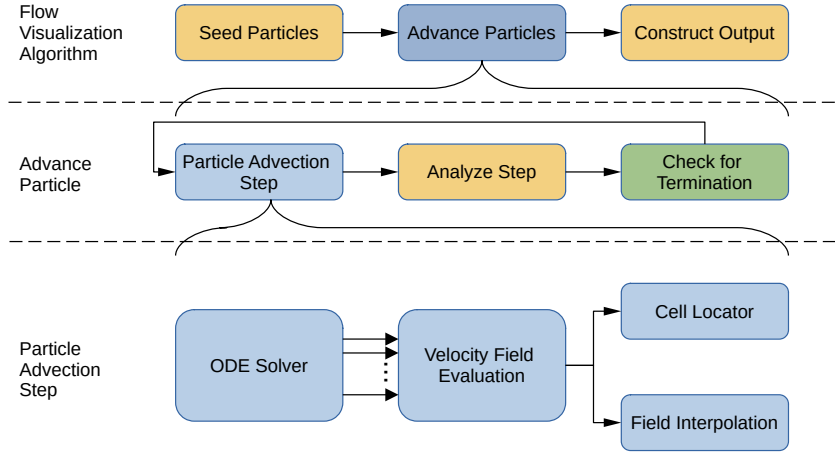 Flow
Visualization
Algorithm
Seed Particles
Advance Particles
Construct Output
Advance
Particle
Particle Advection
Step
Analyze Step
Check for
Termination
Particle
Advection
Step
ODE Solver
Velocity Field
Evaluation
Cell Locator
Field Interpolation